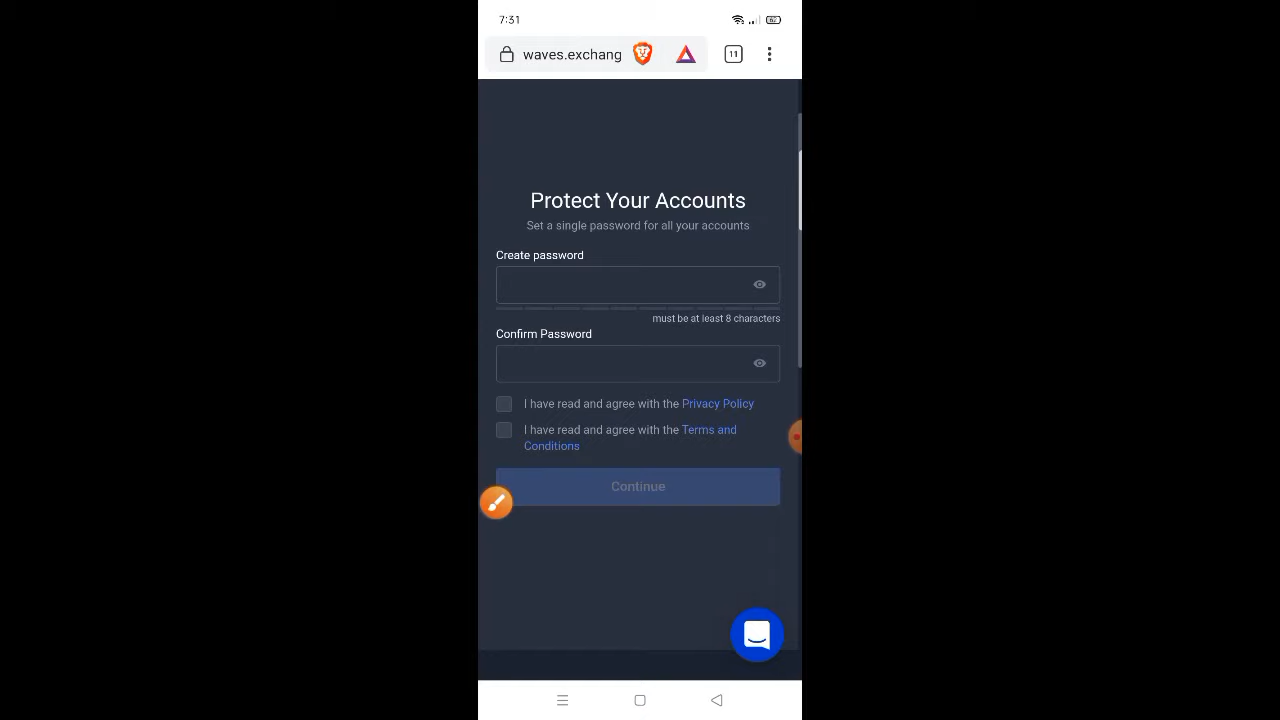 7:31
62
waves.exchang
11
Protect Your Accounts
Set a single password for all your accounts
Create password
must be at least 8 characters
Confirm Password
I have read and agree with the Privacy Policy
I have read and agree with the Terms and
Conditions
Continue